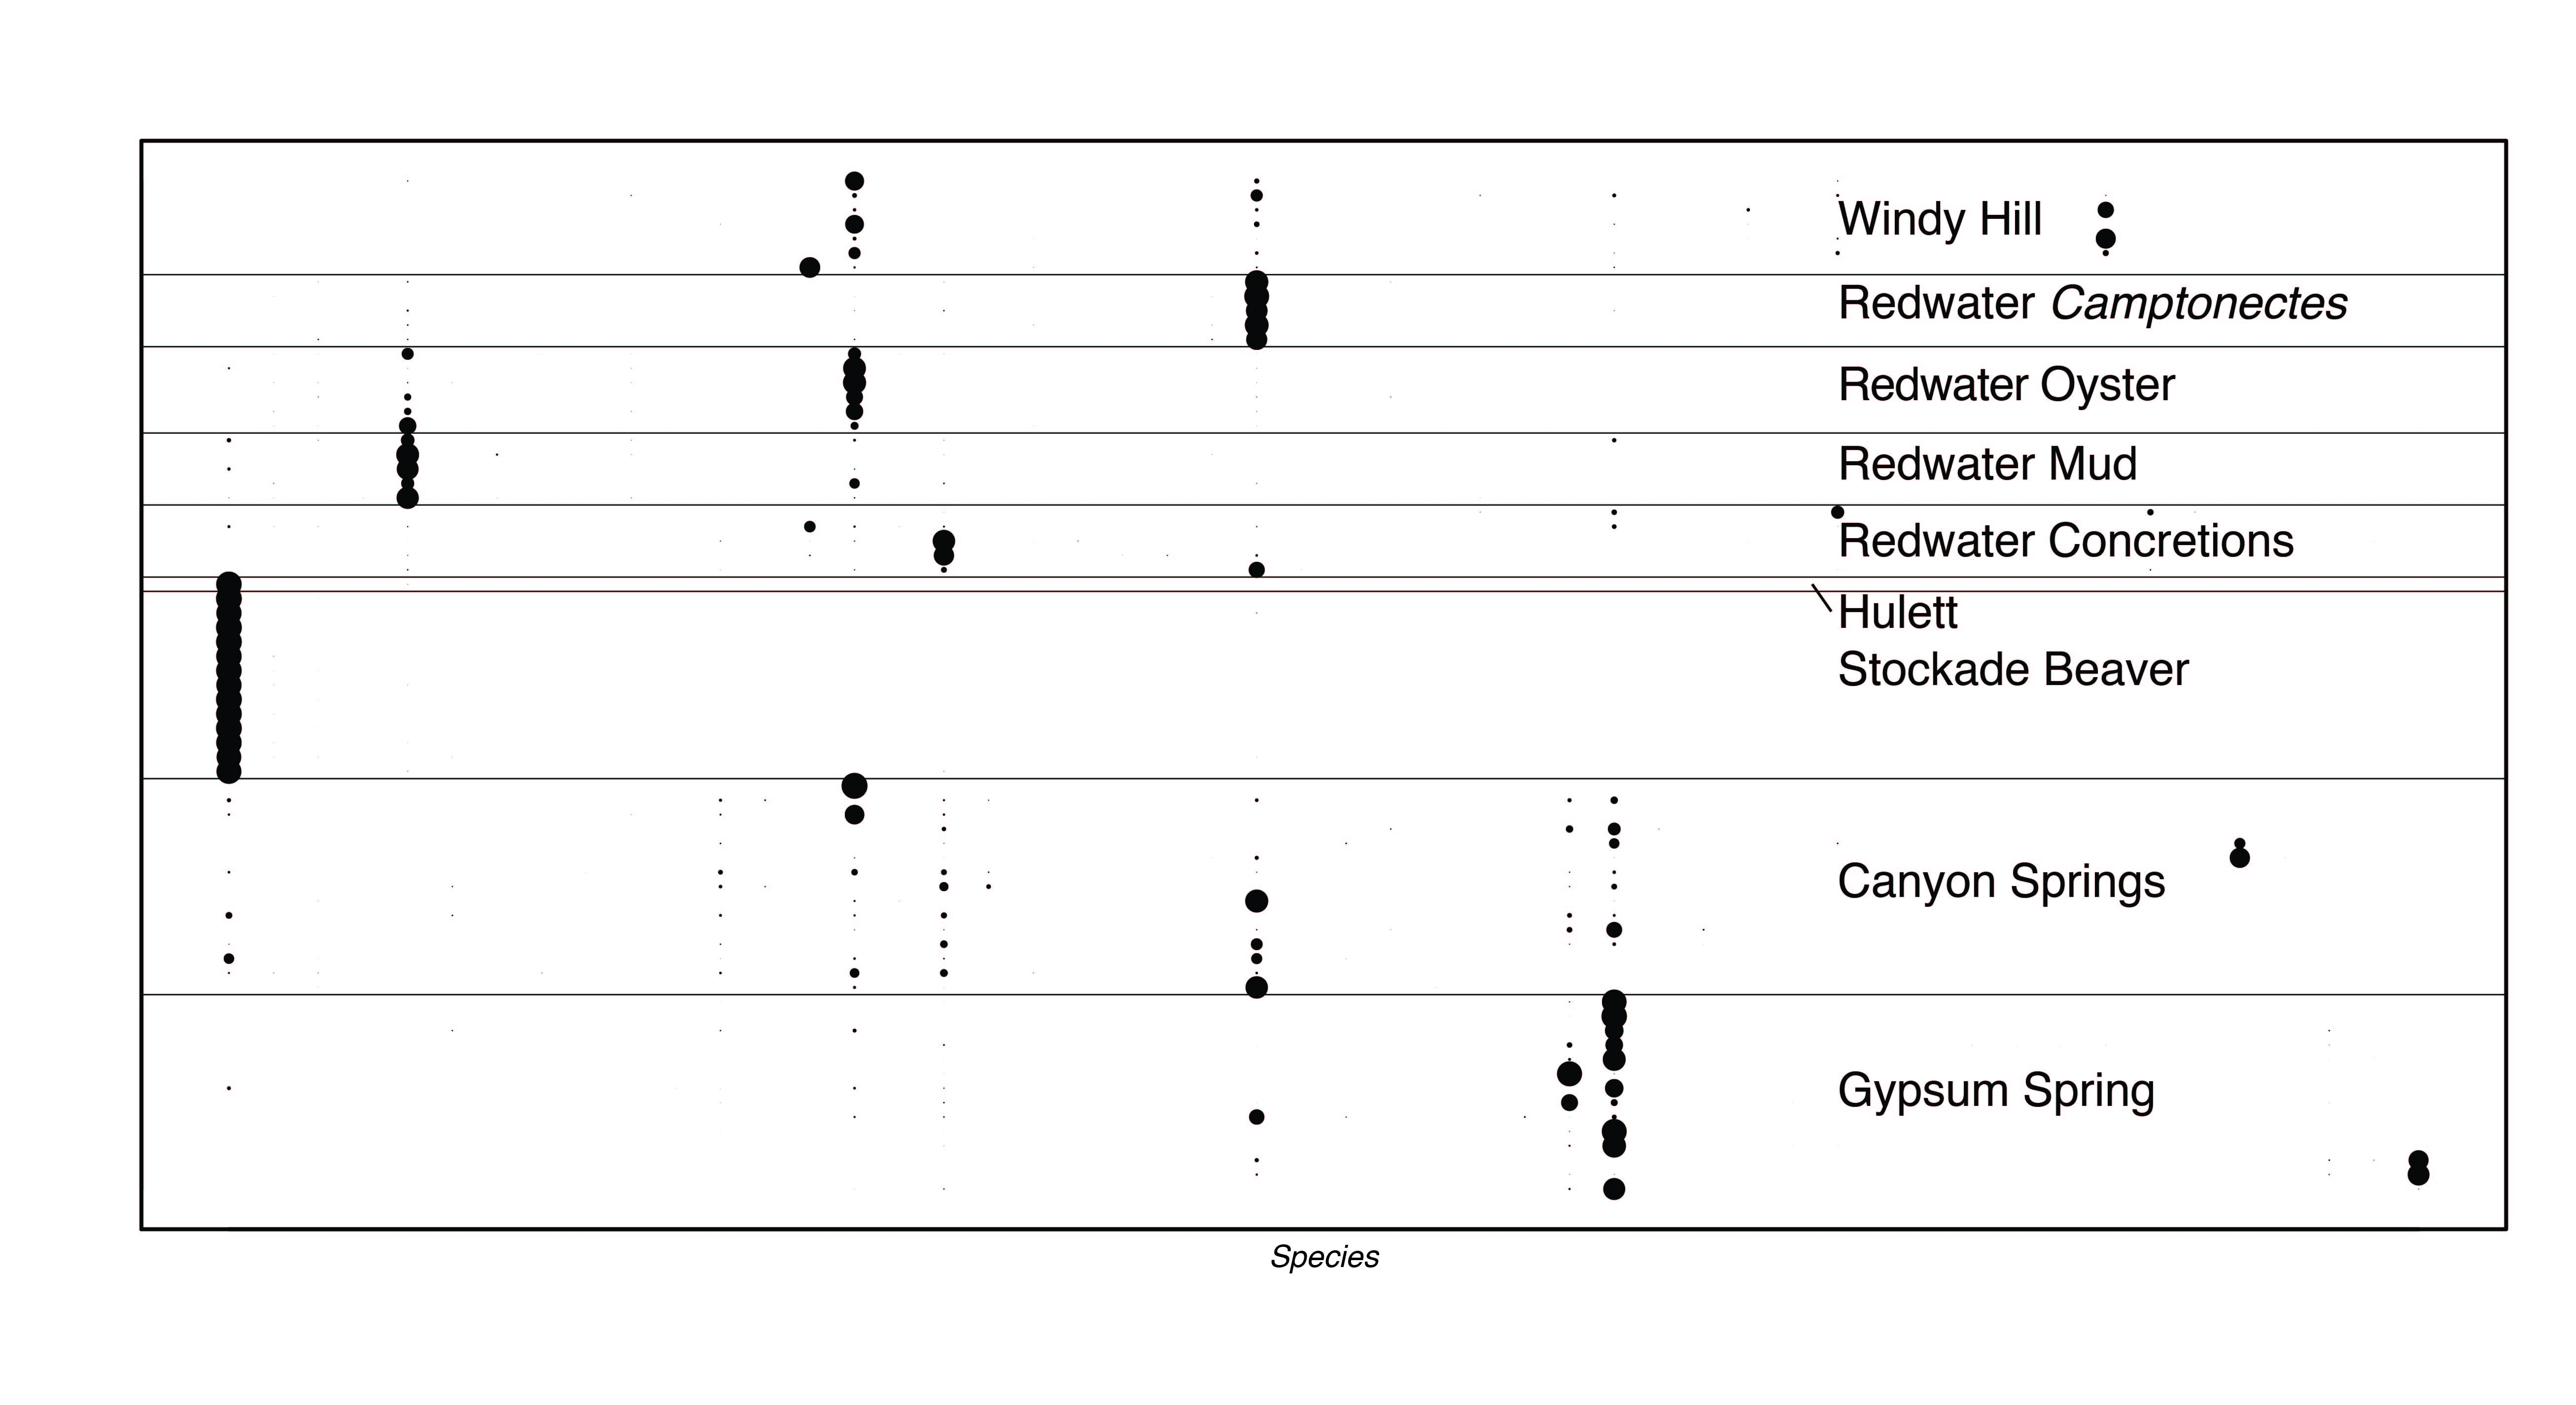 Windy Hill
Redwater Camptonectes
Redwater Oyster
Redwater Mud
Redwater Concretions
Hulett
Stockade Beaver
Canyon Springs
Gypsum Spring
Species